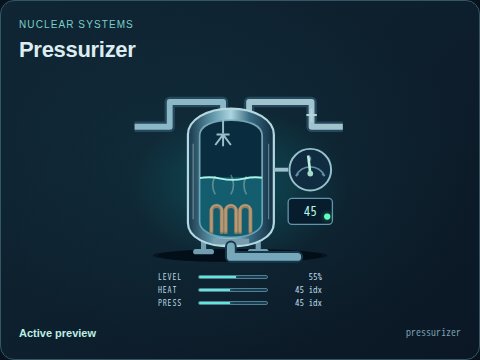 NUCLEAR SYSTEMS
Pressurizer
45
LEVEL 55%
HEAT 45 idx
PRESS 45 idx
Active preview
pressurizer